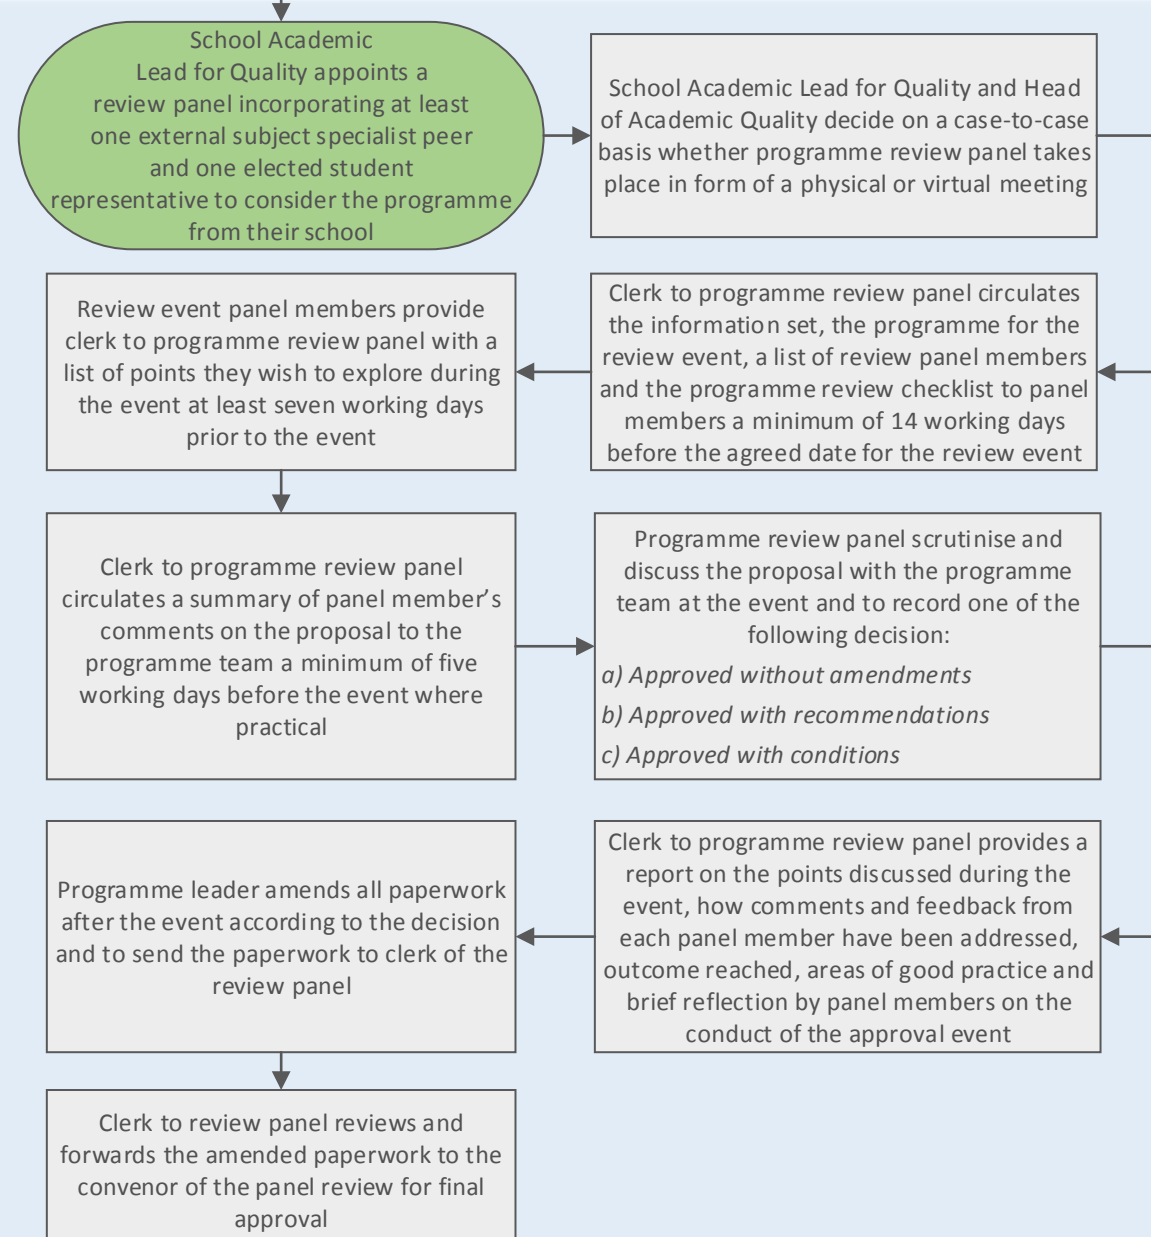 School Academic
Lead for Quality appoints a
review panel incorporating at least
one external subject specialist peer
and one elected student
representative to consider the programme
from their school
School Academic Lead for Quality and Head
of Academic Quality decide on a case-to-case
basis whether programme review panel takes
place in form of a physical or virtual meeting
Clerk to programme review panel circulates
the information set, the programme for the
review event, a list of review panel members
and the programme review checklist to panel
members a minimum of 14 working days
before the agreed date for the review event
Review event panel members provide
clerk to programme review panel with a
list of points they wish to explore during
the event at least seven working days
prior to the event
Clerk to programme review panel
circulates a summary of panel member’s
comments on the proposal to the
programme team a minimum of five
working days before the event where
practical
Programme review panel scrutinise and
discuss the proposal with the programme
team at the event and to record one of the
following decision:
a) Approved without amendments
b) Approved with recommendations
c) Approved with conditions
Clerk to programme review panel provides a
report on the points discussed during the
event, how comments and feedback from
each panel member have been addressed,
outcome reached, areas of good practice and
brief reflection by panel members on the
conduct of the approval event
Programme leader amends all paperwork
after the event according to the decision
and to send the paperwork to clerk of the
review panel
Clerk to review panel reviews and
forwards the amended paperwork to the
convenor of the panel review for final
approval